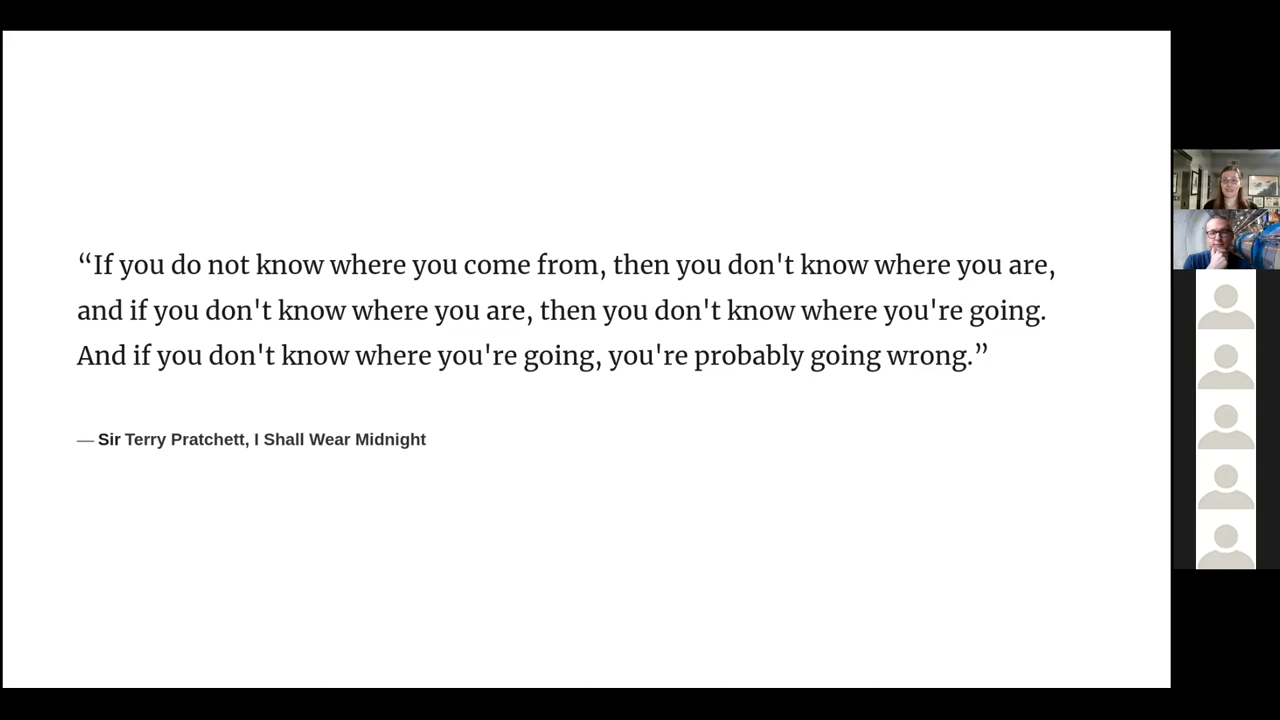 “If you do not know where you come from, then you don't know where you are,
and if you don't know where you are, then you don't know where you're going.
And if you don't know where you're going, you're probably going wrong.”
— Sir Terry Pratchett, I Shall Wear Midnight